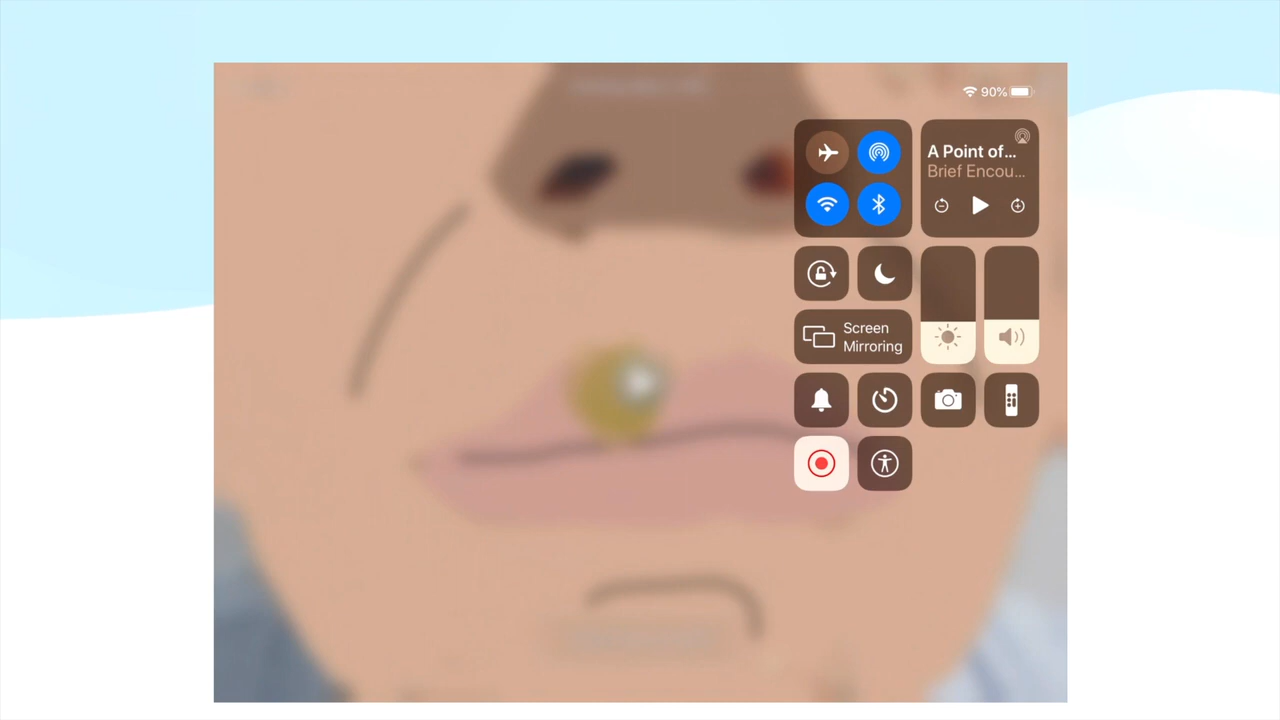 90%
A Point of...
Brief Encou...
Screen
Mirroring